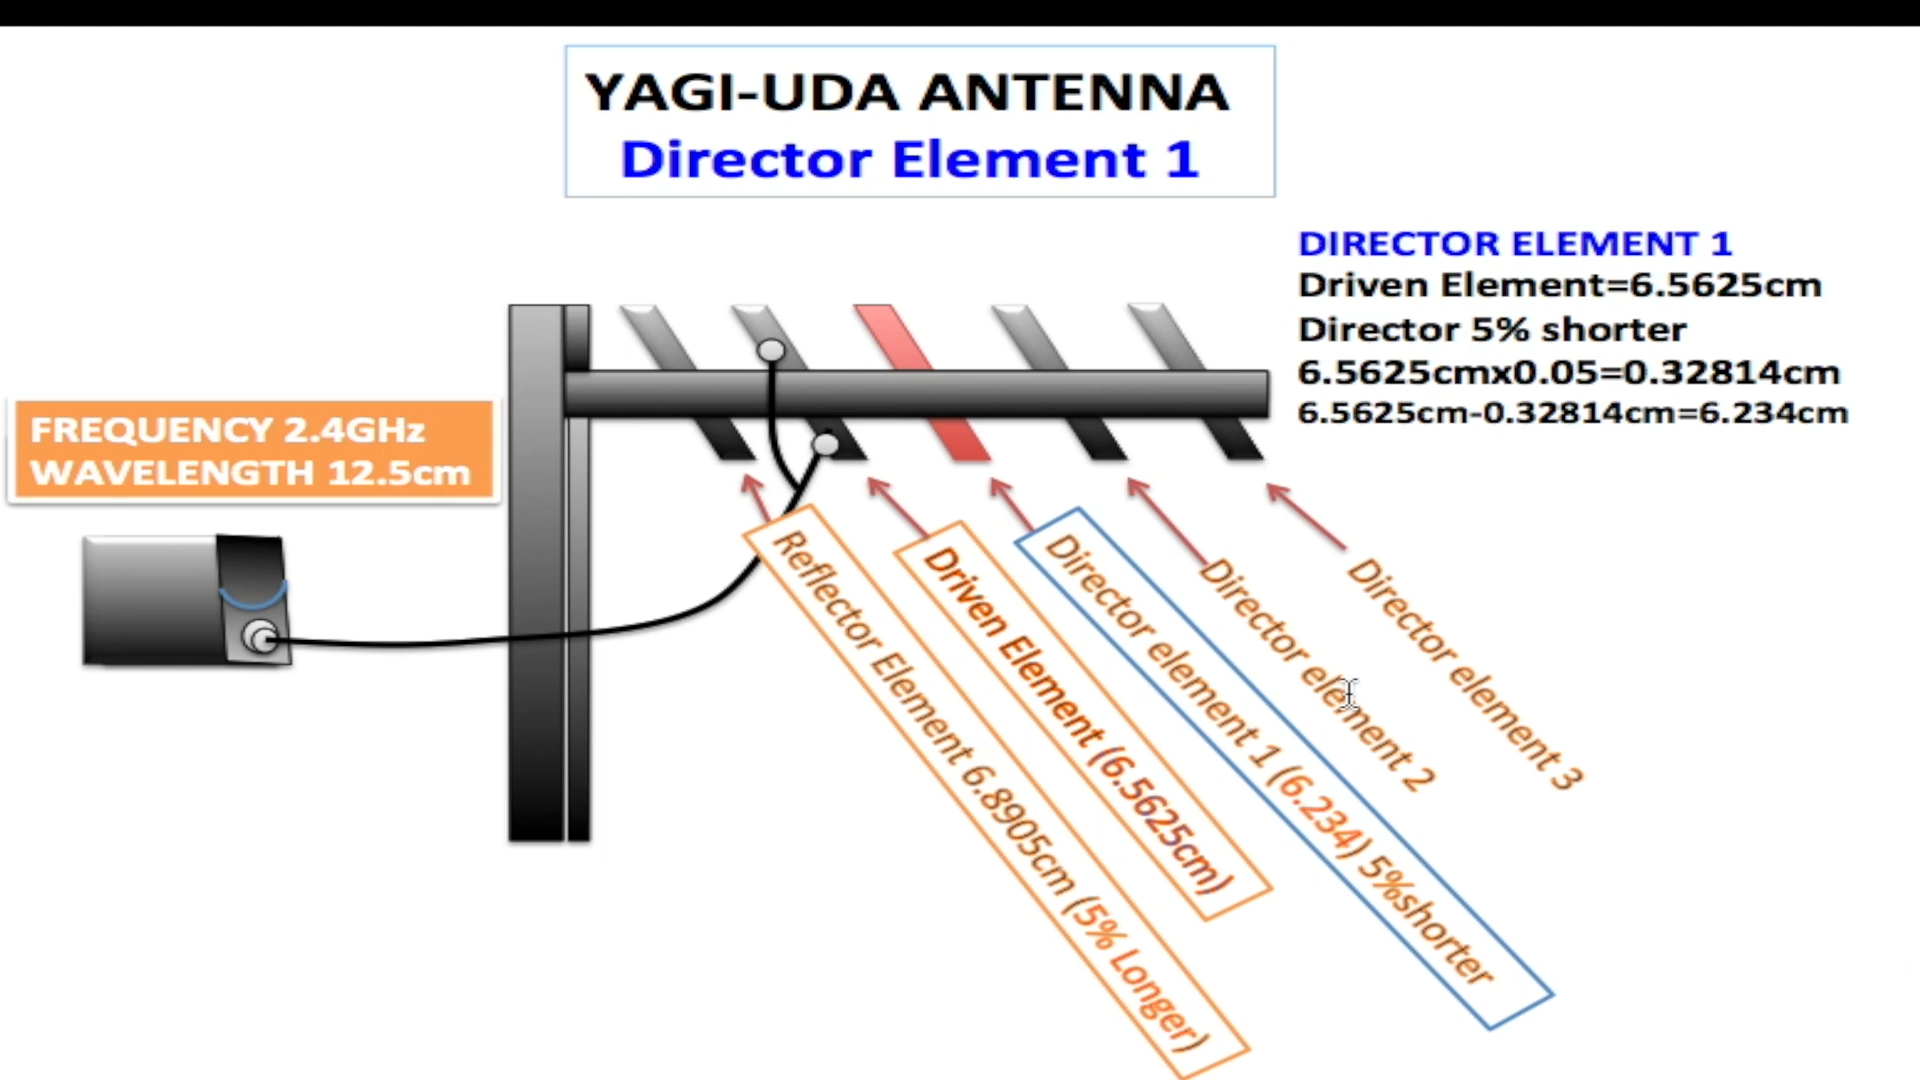 YAGI-UDA ANTENNA
Director Element 1
DIRECTOR ELEMENT 1
Driven Element=6.5625cm
Director 5% shorter
6.5625cmx0.05=0.32814cm
6.5625cm-0.32814cm=6.234cm
FREQUENCY 2.4GHz
WAVELENGTH 12.5cm
Reflector Element 6.8905cm (5% Longer)
Driven Element (6.5625cm)
Director element 1 (6.234) 5%shorter
Director element 2
Director element 3